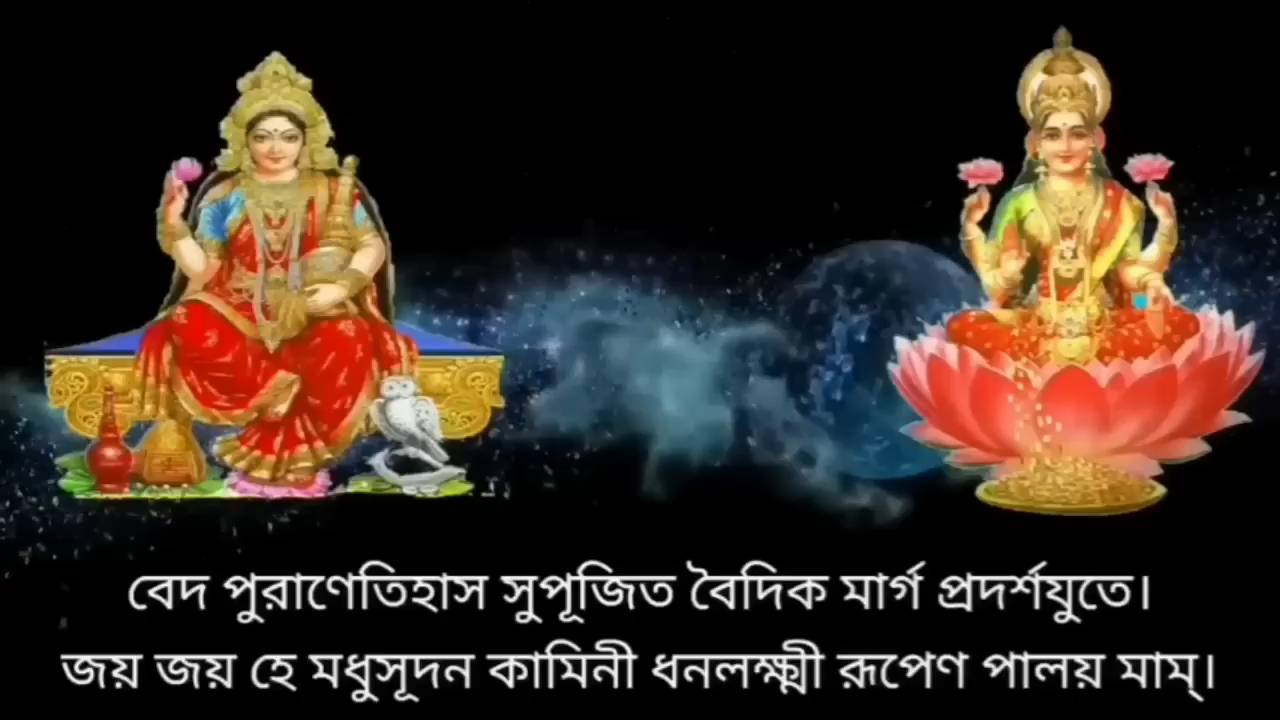 বেদ পুরাণেতিহাস সুপূজিত বৈদিক মার্গ প্রদর্শযুতে।
জয় জয় হে মধুসূদন কামিনী ধনলক্ষ্মী রূপেণ পালয় মাম্।